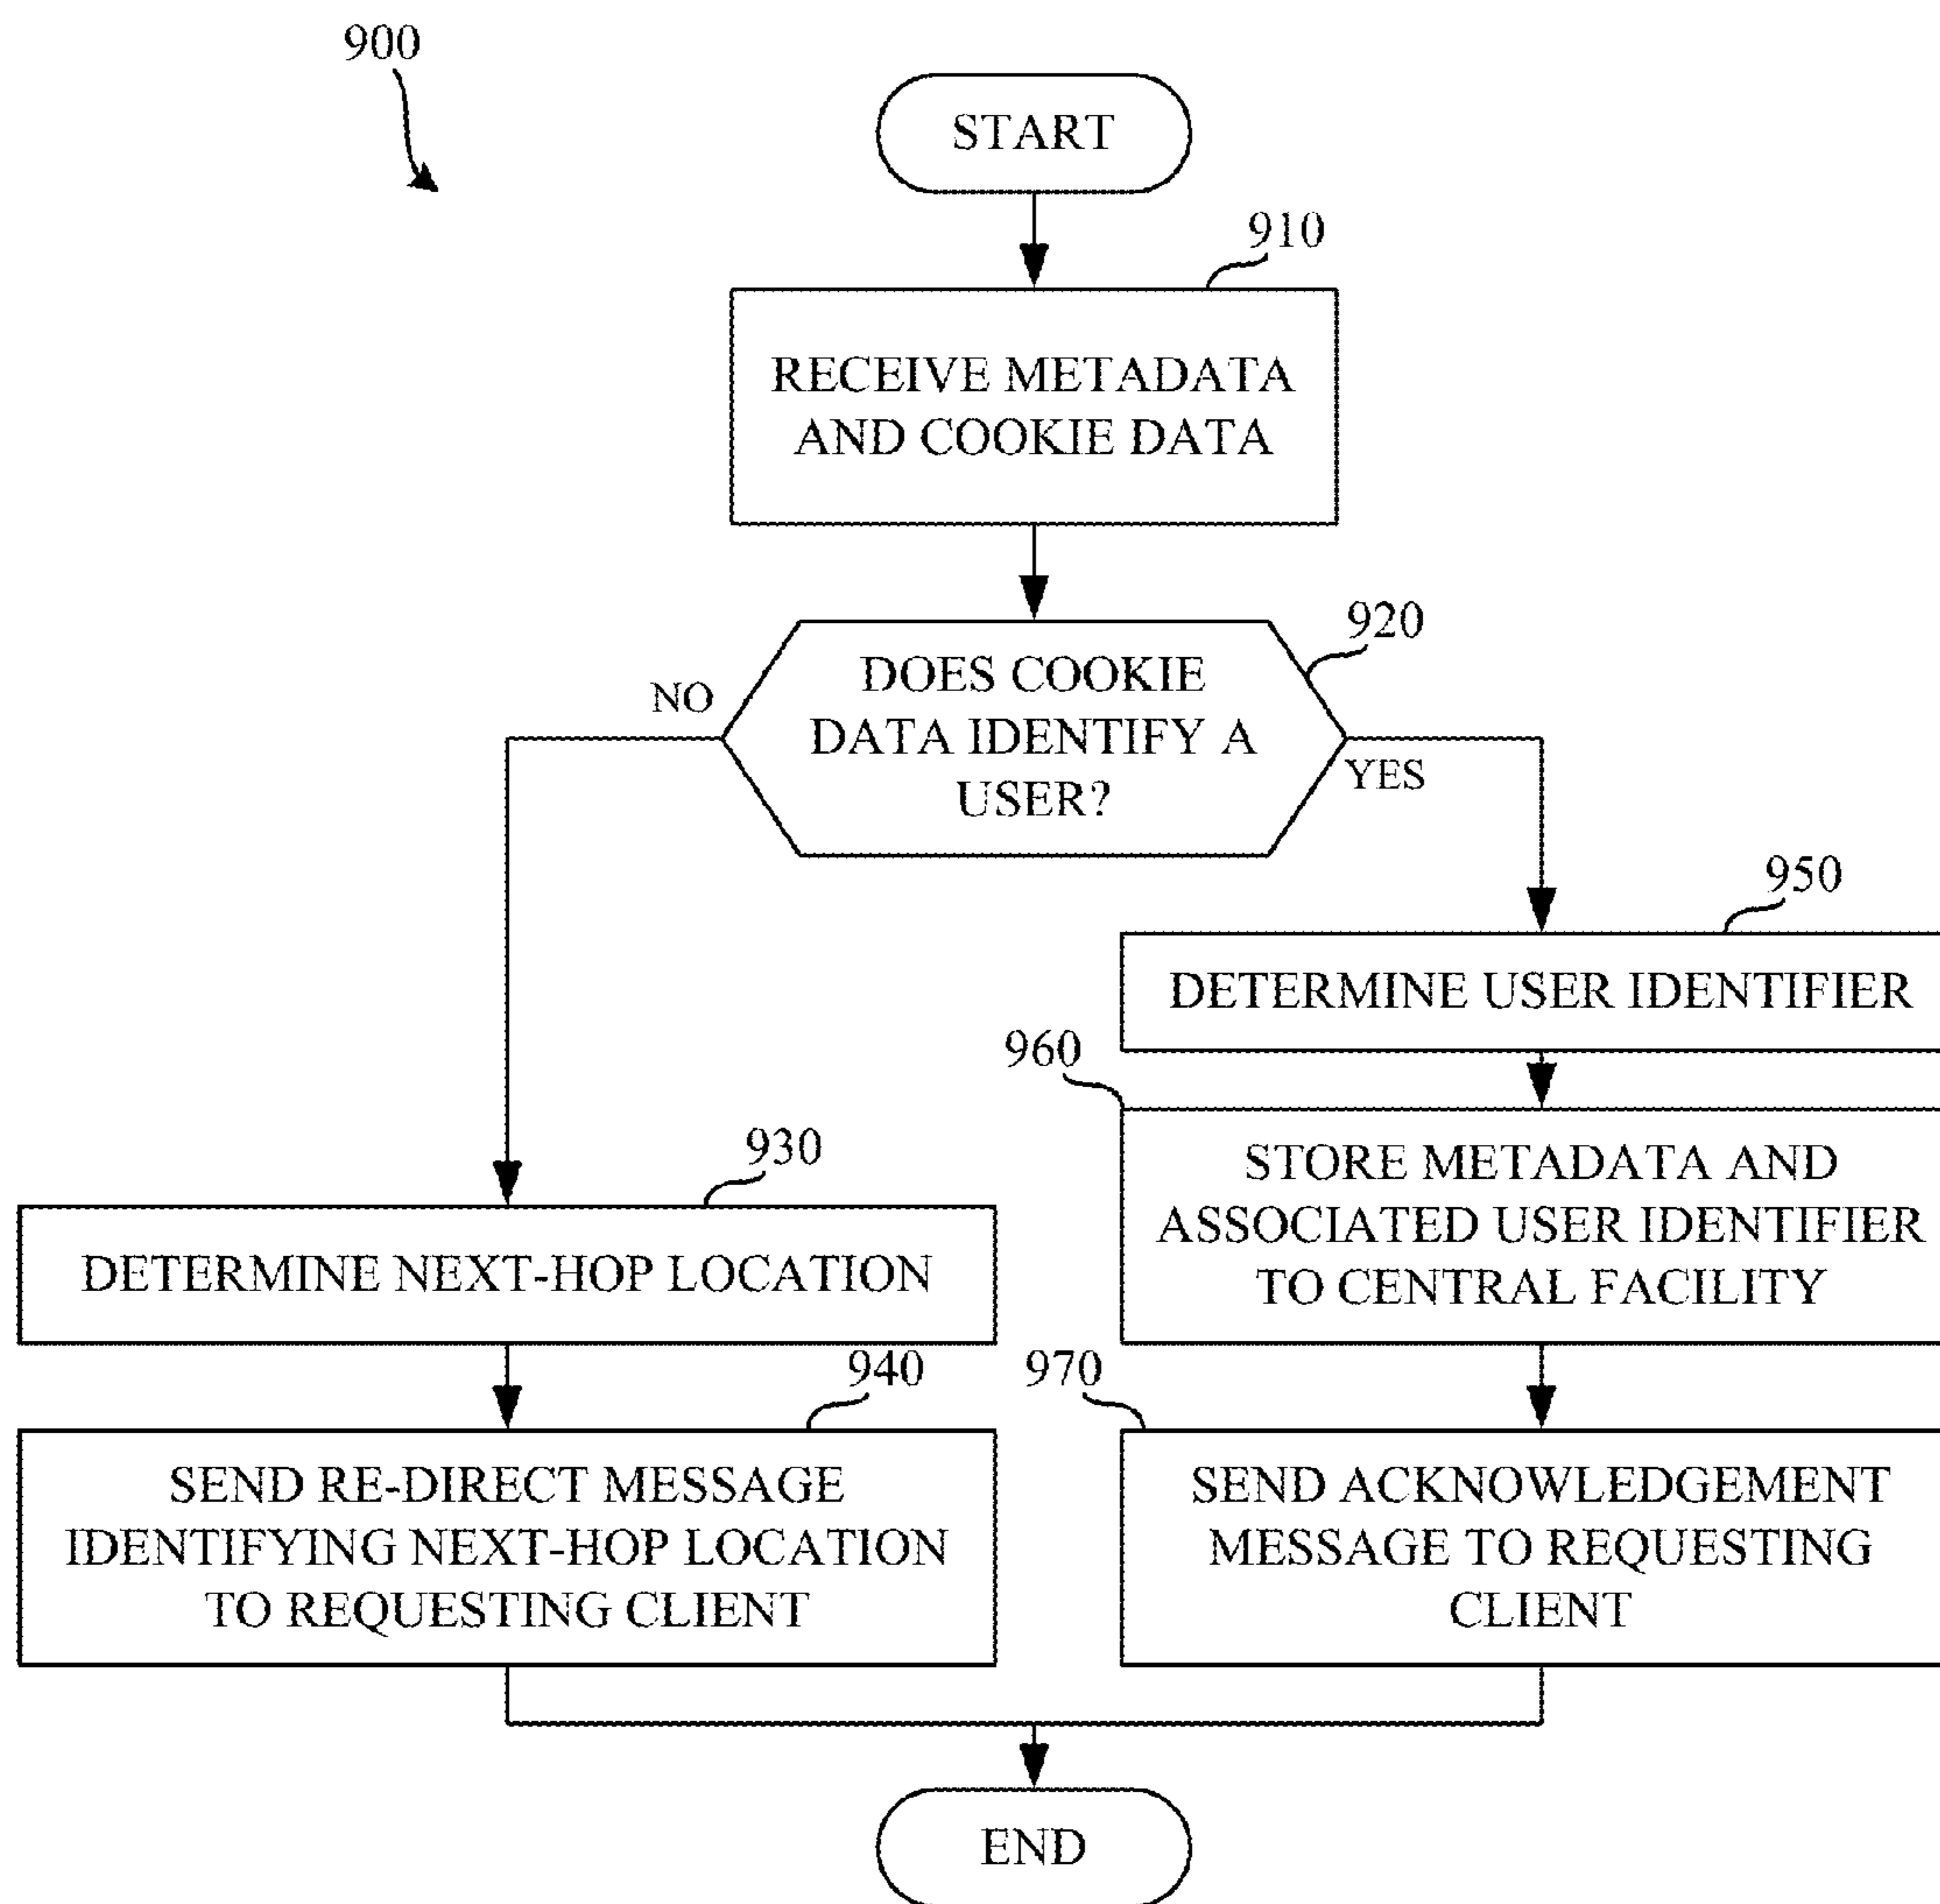 900
START
910
RECEIVE METADATA
AND COOKIE DATA
920
DOES COOKIE
DATA IDENTIFY A
USER?
NO
YES
950
DETERMINE USER IDENTIFIER
960
STORE METADATA AND
ASSOCIATED USER IDENTIFIER
TO CENTRAL FACILITY
930
DETERMINE NEXT-HOP LOCATION
940
SEND RE-DIRECT MESSAGE
IDENTIFYING NEXT-HOP LOCATION
TO REQUESTING CLIENT
970
SEND ACKNOWLEDGEMENT
MESSAGE TO REQUESTING
CLIENT
END